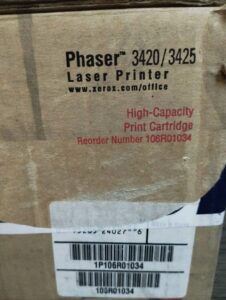 Phaser™ 3420/3425
Laser Printer
www.xerox.com/office
High-Capacity
Print Cartridge
Reorder Number 106R01034
1P106R01034
106R01034